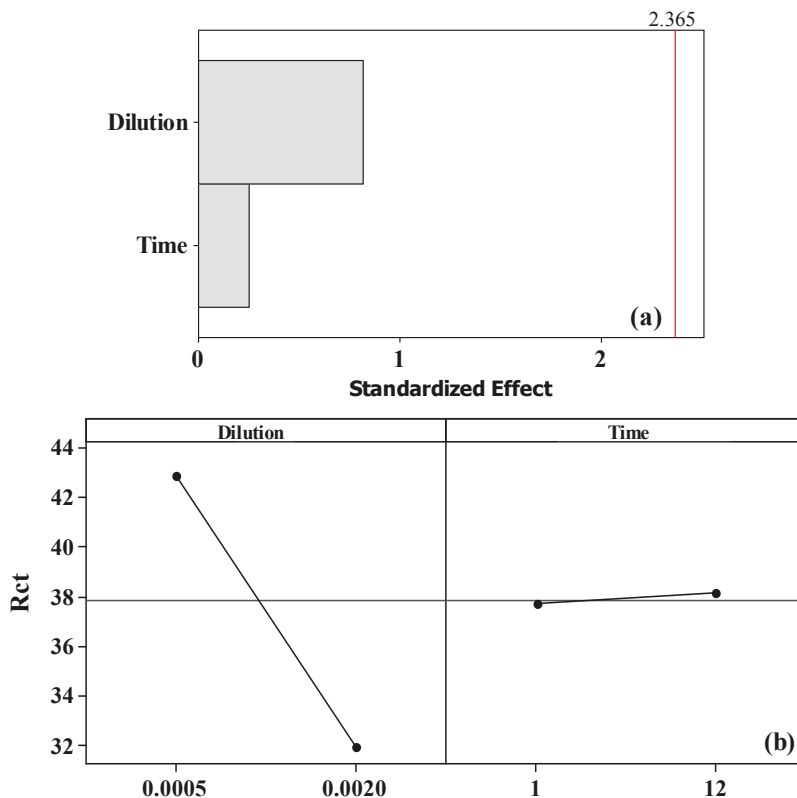 2.365
Dilution
Time
(a)
0 1 2
Standardized Effect
Dilution Time
44
42
40
38
36
34
32
Rct
(b)
0.0005 0.0020 1 12